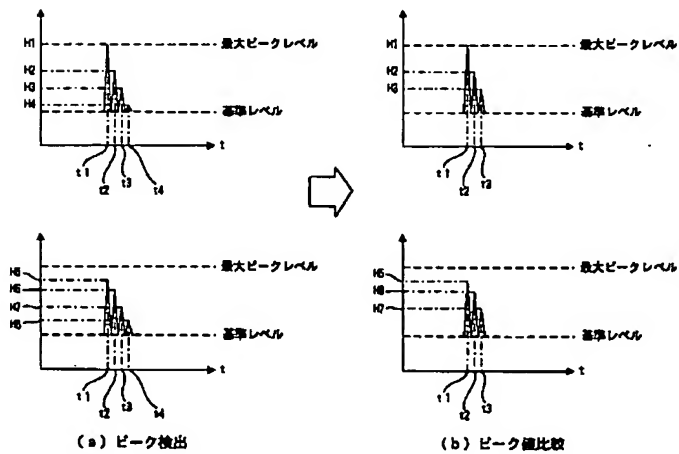 H1
最大ピークレベル
H2
H3
H4
基準レベル
t
t1
t2
t3
t4
H1
最大ピークレベル
H2
H3
基準レベル
t
t1
t2
t3
H5
最大ピークレベル
H6
H7
H8
基準レベル
t
t1
t2
t3
t4
(a)ピーク検出
H5
最大ピークレベル
H6
H7
基準レベル
t
t1
t2
t3
(b)ピーク値比較